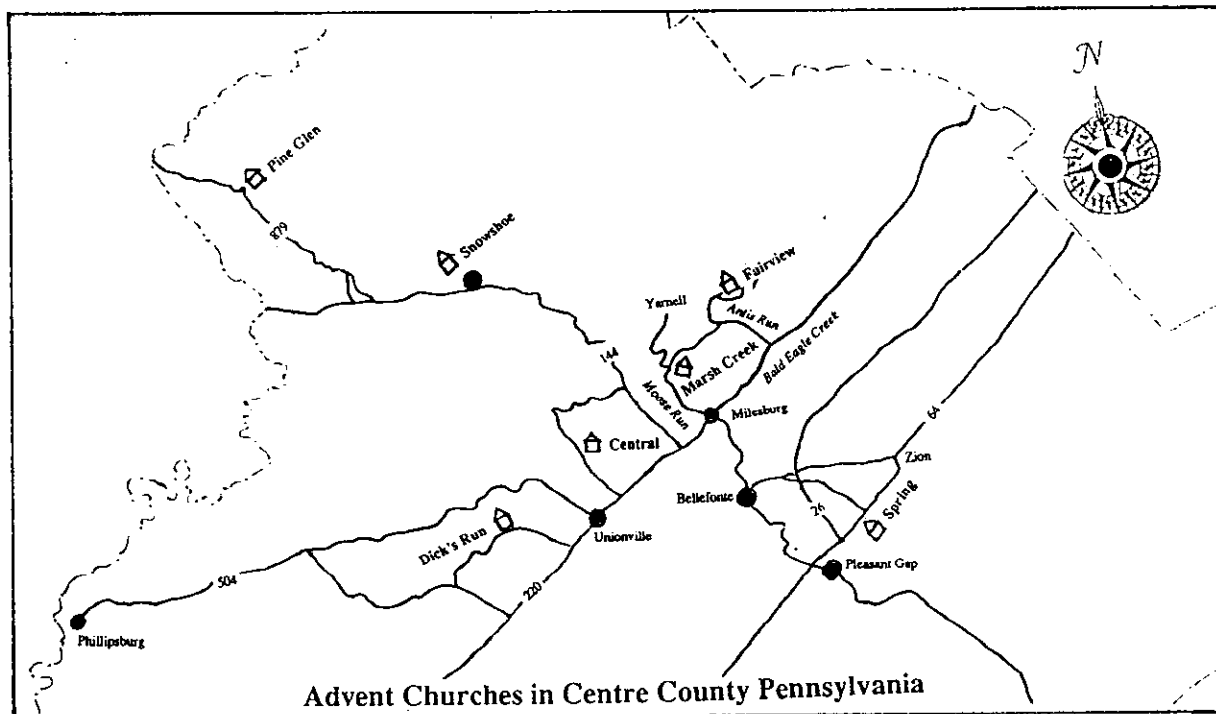 N
Pine Glen
879
Snowshoe
Fairview
Yarnell
Antis Run
144
Marsh Creek
Bald Eagle Creek
Moose Run
Milesburg
64
Central
Zion
Bellefonte
26
Spring
Unionville
Dick's Run
Pleasant Gap
504
220
Phillipsburg
Advent Churches in Centre County Pennsylvania